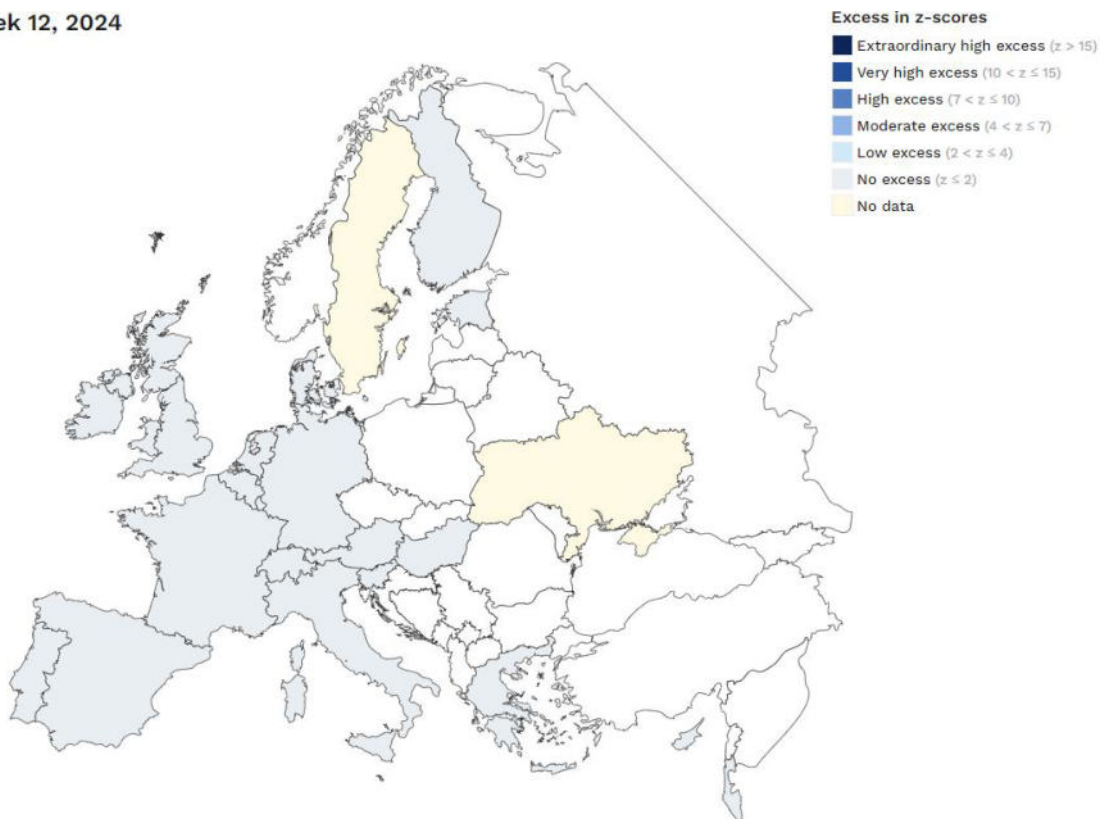 ek 12, 2024
Excess in z-scores
Extraordinary high excess (z > 15)
Very high excess (10 < z ≤ 15)
High excess (7 < z ≤ 10)
Moderate excess (4 < z ≤ 7)
Low excess (2 < z ≤ 4)
No excess (z ≤ 2)
No data